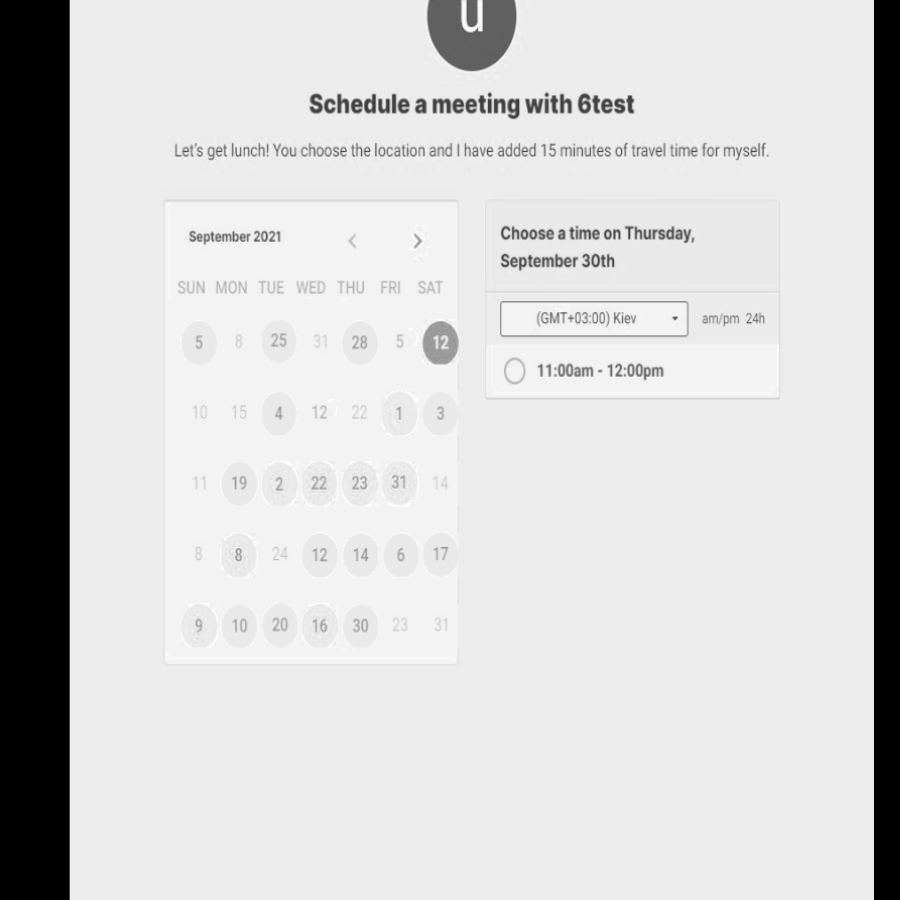 u
Schedule a meeting with 6test
Let's get lunch! You choose the location and I have added 15 minutes of travel time for myself.
September 2021
SUN MON TUE WED THU FRI SAT
5 8 25 31 28 5 12
10 15 4 12 22 1 3
11 19 2 22 23 31 14
8 8 24 12 14 6 17
9 10 20 16 30 23 31
Choose a time on Thursday,
September 30th
(GMT+03:00) Kiev am/pm 24h
11:00am - 12:00pm